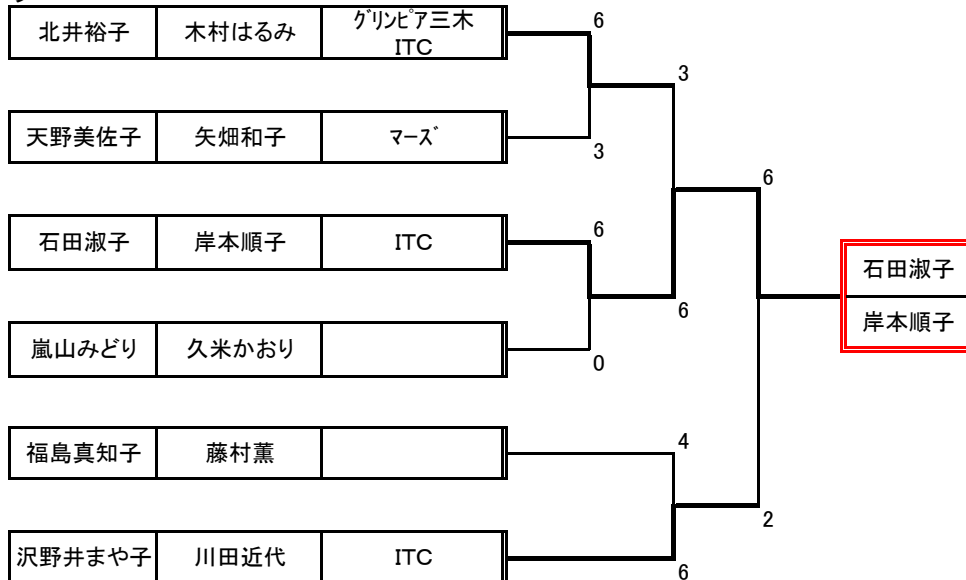 北井裕子 木村はるみ グリンピア三木
ITC
6
3
天野美佐子 矢畑和子 マーズ
3
6
石田淑子 岸本順子 ITC
6
石田淑子
岸本順子
6
嵐山みどり 久米かおり
0
福島真知子 藤村薫
4
2
沢野井まや子 川田近代 ITC
6